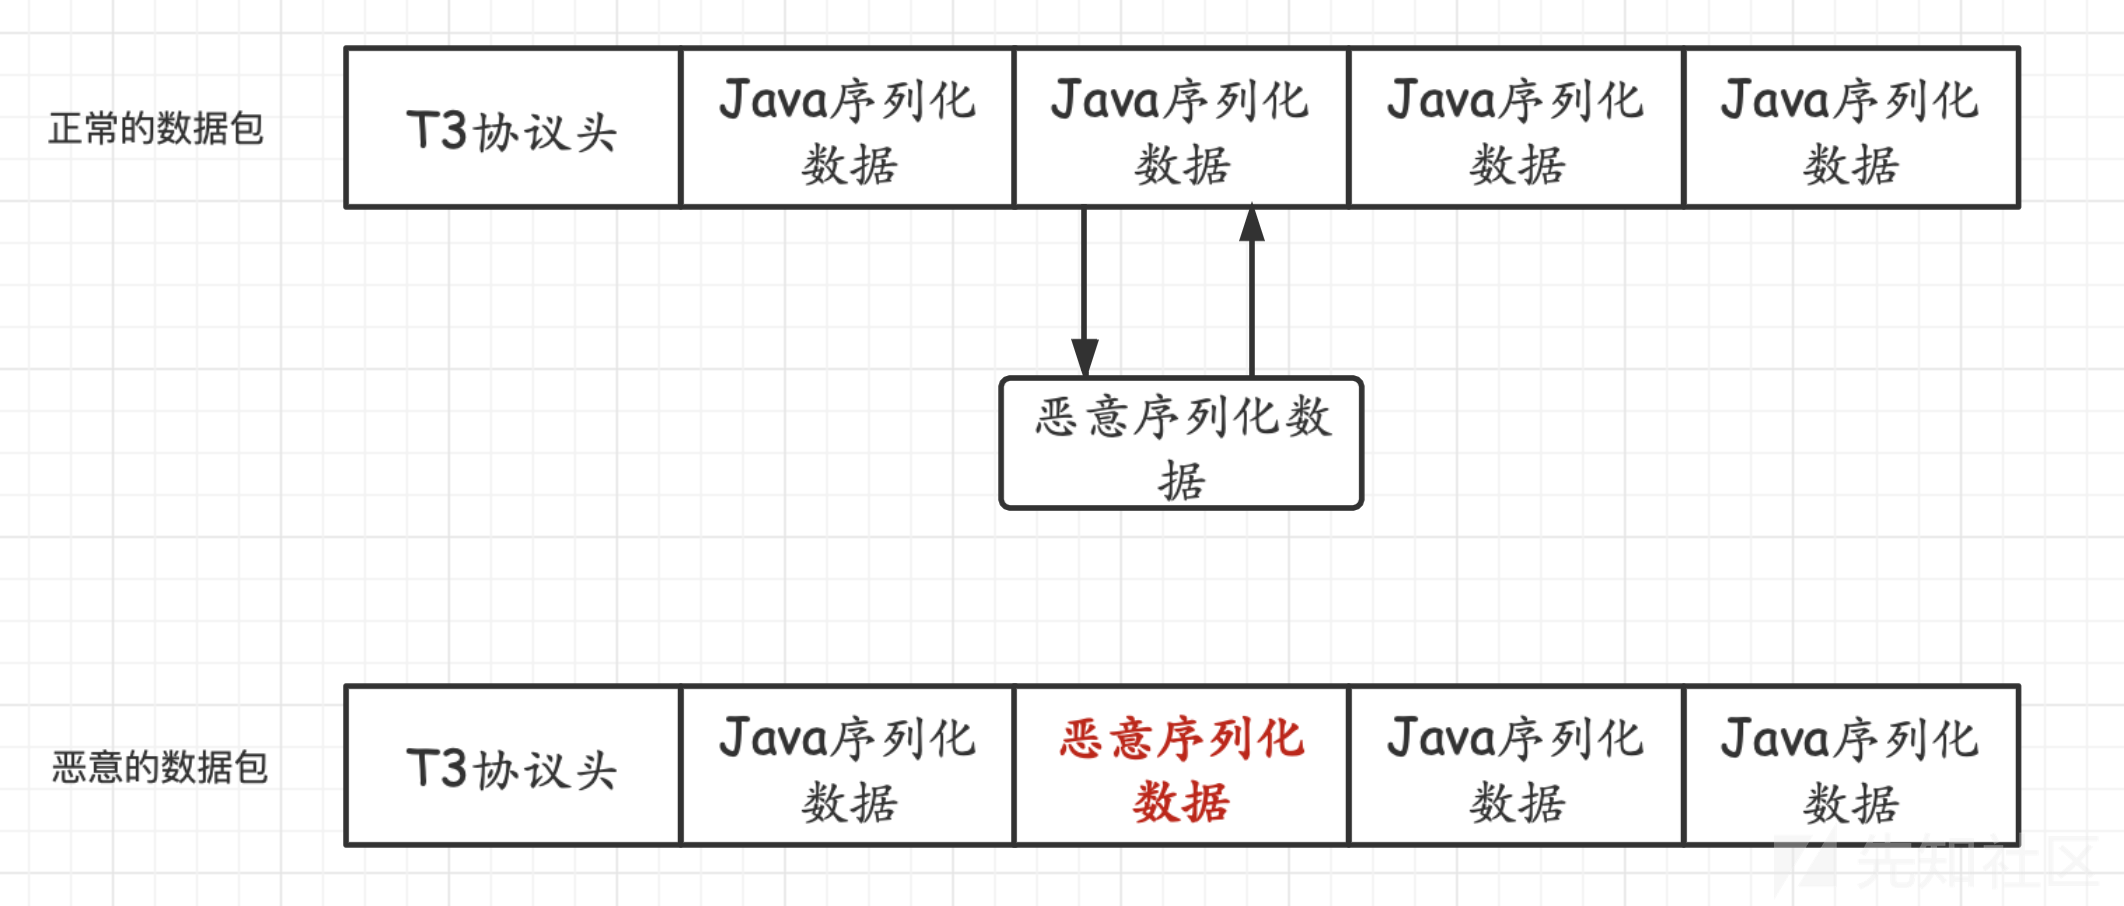 正常的数据包
T3协议头
Java序列化
数据
Java序列化
数据
Java序列化
数据
Java序列化
数据
恶意序列化数
据
恶意的数据包
T3协议头
Java序列化
数据
恶意序列化
数据
Java序列化
数据
Java序列化
数据
先知社区